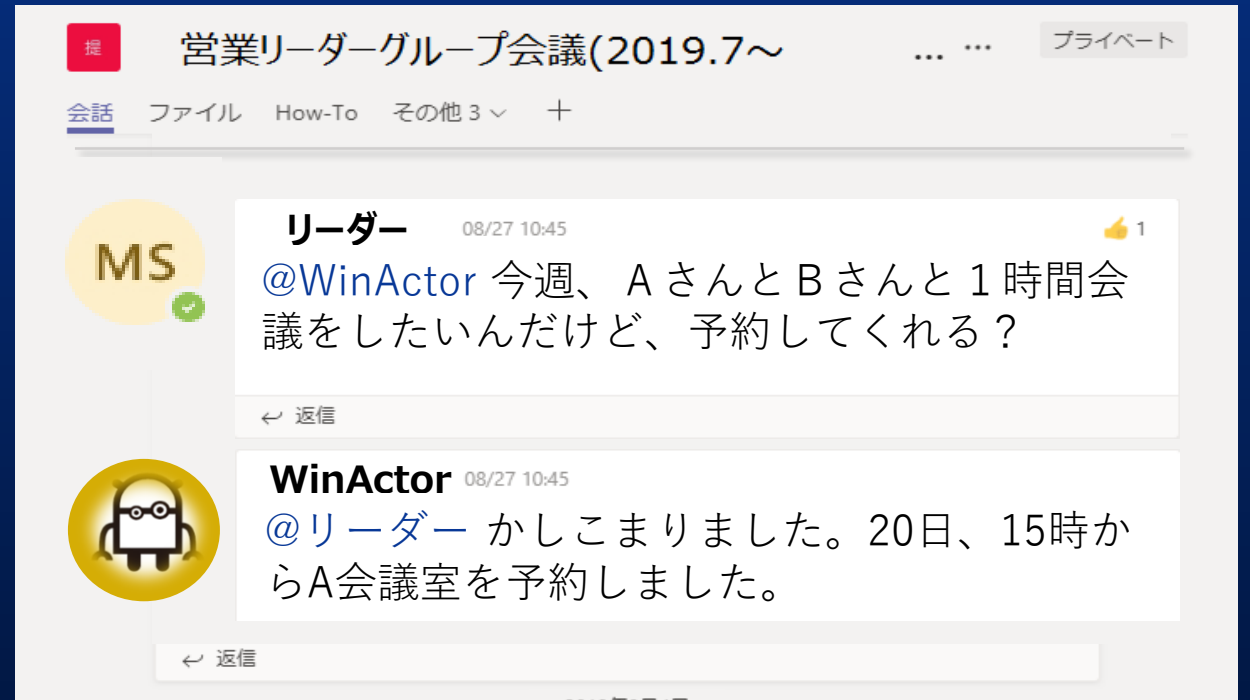 提
営業リーダーグループ会議(2019.7～ ... ...
プライベート
会話 ファイル How-To その他 3 +
MS
リーダー 08/27 10:45 👍 1
@WinActor 今週、ＡさんとＢさんと１時間会
議をしたいんだけど、予約してくれる？
返信
WinActor 08/27 10:45
@リーダー かしこまりました。20日、15時か
らA会議室を予約しました。
返信